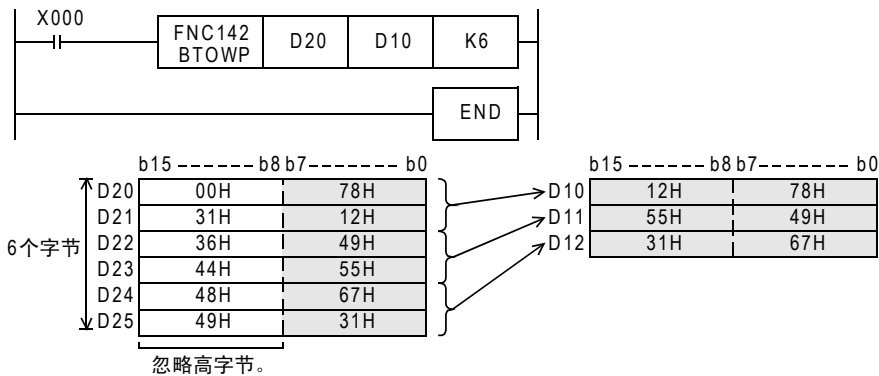 X000
FNC142 BTOWP D20 D10 K6
END
b15 ------ b8 b7 ------ b0 b15 ------ b8 b7 ------ b0
D20 00H 78H D10 12H 78H
D21 31H 12H D11 55H 49H
D22 36H 49H D12 31H 67H
6个字节
D23 44H 55H
D24 48H 67H
D25 49H 31H
忽略高字节。